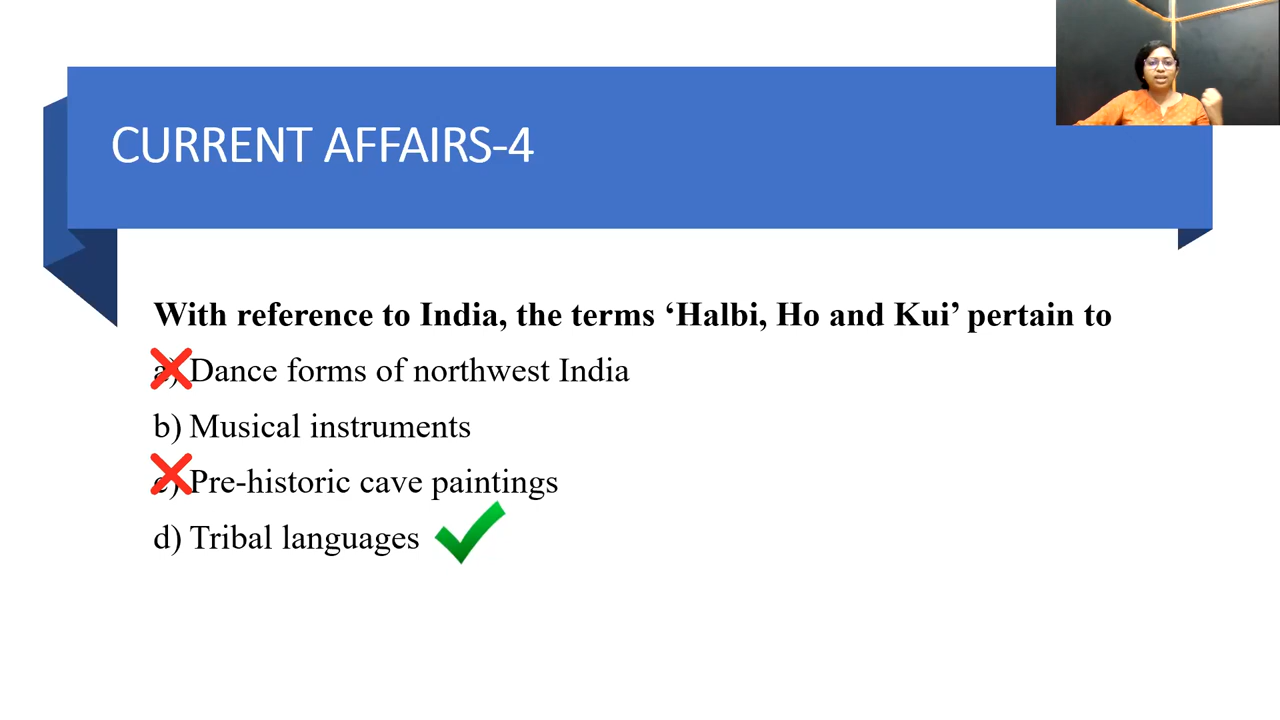 CURRENT AFFAIRS-4
With reference to India, the terms ‘Halbi, Ho and Kui’ pertain to
a) Dance forms of northwest India
b) Musical instruments
c) Pre-historic cave paintings
d) Tribal languages